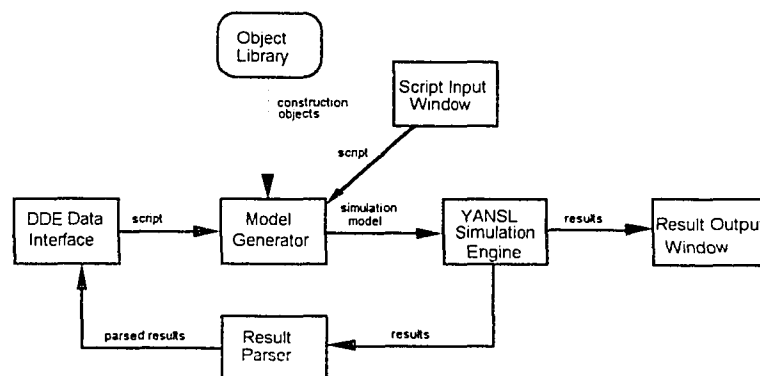 Object
Library
construction
objects
Script Input
Window
script
DDE Data
Interface
script
Model
Generator
simulation
model
YANSL
Simulation
Engine
results
Result Output
Window
parsed results
Result
Parser
results